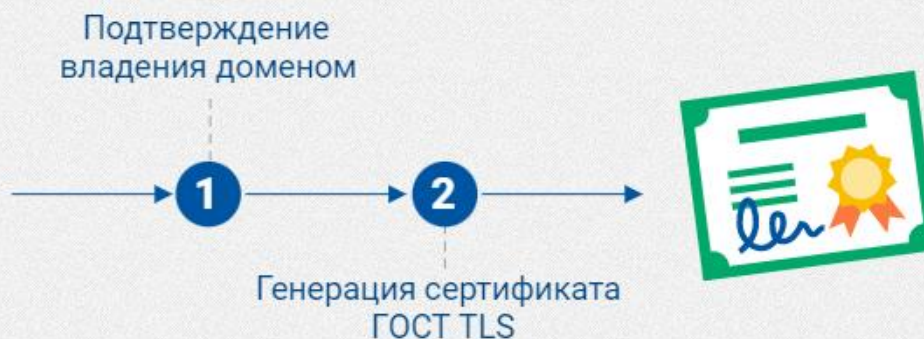 Подтверждение
владения доменом
1
2
Генерация сертификата
ГОСТ TLS